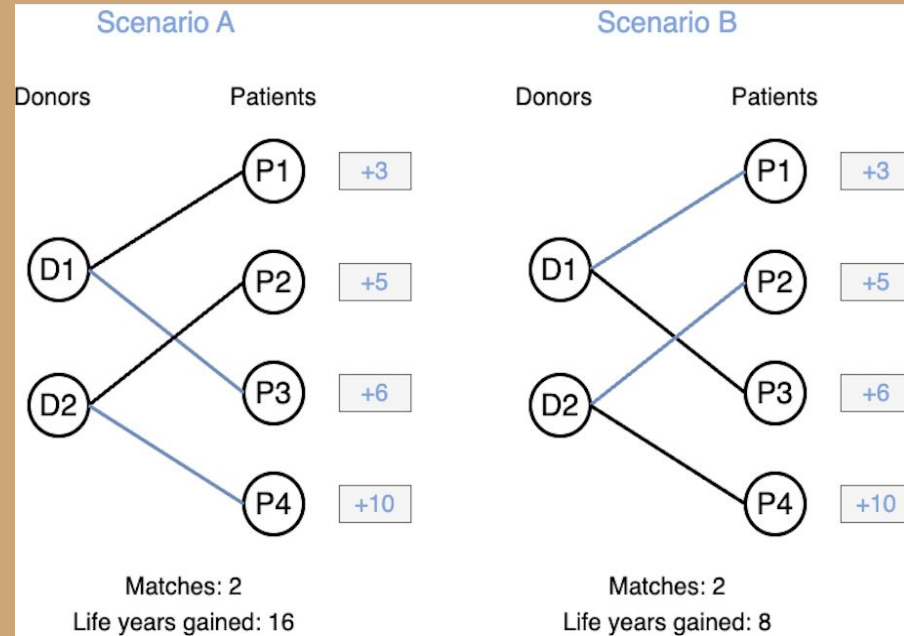 Scenario A
Donors Patients
P1 +3
D1
P2 +5
D2
P3 +6
P4 +10
Matches: 2
Life years gained: 16
Scenario B
Donors Patients
P1 +3
D1
P2 +5
D2
P3 +6
P4 +10
Matches: 2
Life years gained: 8